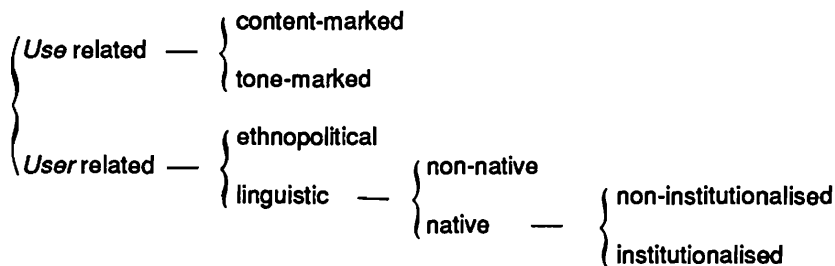 content-marked
Use related
tone-marked
ethnopolitical
User related
non-native
linguistic
non-institutionalised
native
institutionalised